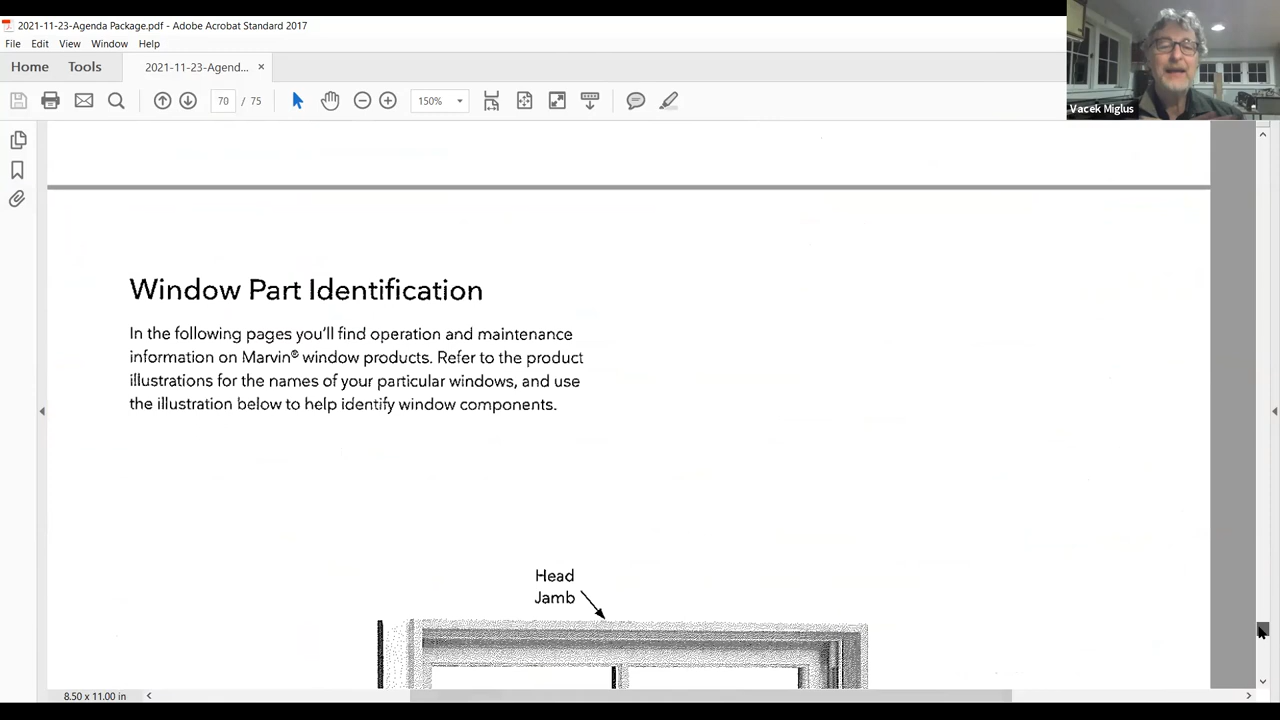 2021-11-23-Agenda Package.pdf - Adobe Acrobat Standard 2017
File Edit View Window Help
Home Tools 2021-11-23-Agend... ×
70 / 75 150%
Vacek Miglus
Window Part Identification
In the following pages you'll find operation and maintenance
information on Marvin® window products. Refer to the product
illustrations for the names of your particular windows, and use
the illustration below to help identify window components.
Head
Jamb
8.50 x 11.00 in